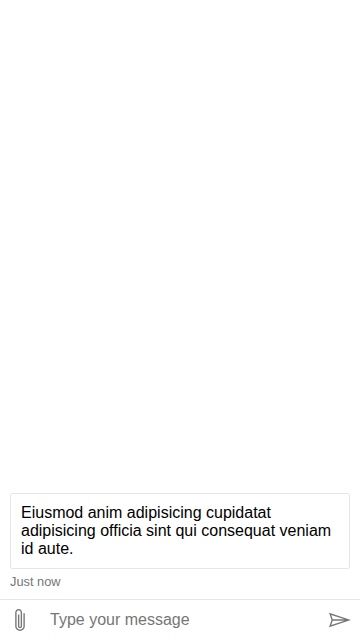 Eiusmod anim adipisicing cupidatat
adipisicing officia sint qui consequat veniam
id aute.
Just now
Type your message